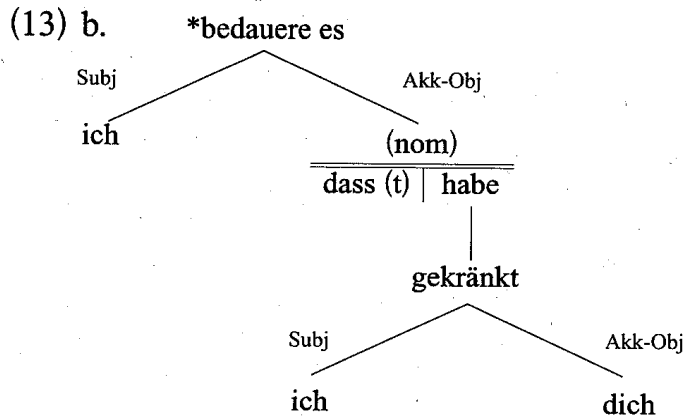 (13) b. *bedauere es
Subj Akk-Obj
ich
(nom)
dass (t) habe
gekränkt
Subj Akk-Obj
ich dich